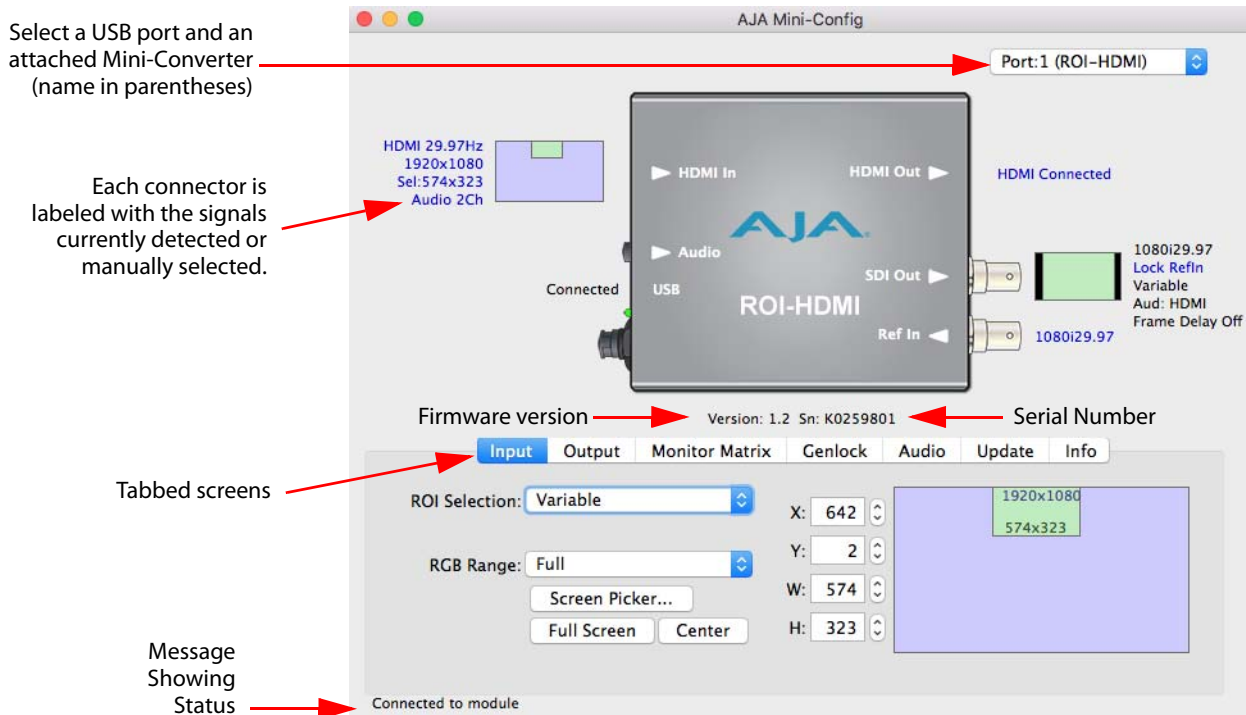 AJA Mini-Config
Select a USB port and an
attached Mini-Converter
(name in parentheses)
Port:1 (ROI-HDMI)
HDMI 29.97Hz
1920x1080
Sel:574x323
Audio 2Ch
Each connector is
labeled with the signals
currently detected or
manually selected.
HDMI In
HDMI Out
HDMI Connected
AJA
Audio
SDI Out
1080i29.97
Lock RefIn
Variable
Aud: HDMI
Frame Delay Off
Connected
USB
ROI-HDMI
Ref In
1080i29.97
Firmware version
Version: 1.2 Sn: K0259801
Serial Number
Input Output Monitor Matrix Genlock Audio Update Info
Tabbed screens
ROI Selection: Variable
RGB Range: Full
Screen Picker...
Full Screen Center
X: 642
Y: 2
W: 574
H: 323
1920x1080
574x323
Message
Showing
Status
Connected to module